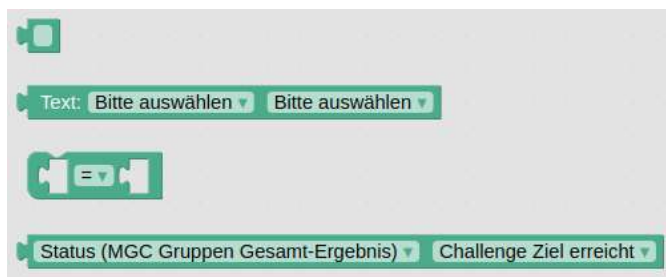 Text: Bitte auswählen Bitte auswählen
=
Status (MGC Gruppen Gesamt-Ergebnis) Challenge Ziel erreicht